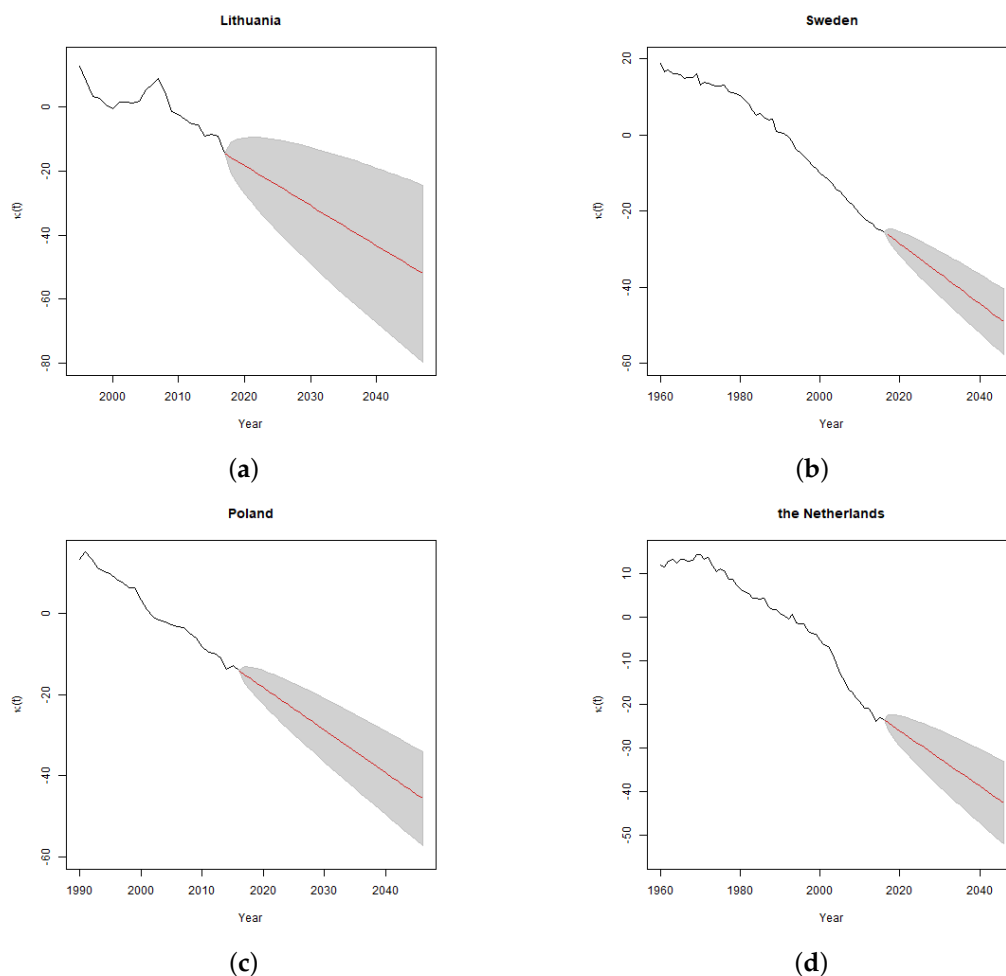 Lithuania
κ(t)
0
-20
-40
-60
-80
2000 2010 2020 2030 2040
Year
(a)
Sweden
κ(t)
20
0
-20
-40
-60
1960 1980 2000 2020 2040
Year
(b)
Poland
κ(t)
0
-20
-40
-60
1990 2000 2010 2020 2030 2040
Year
(c)
the Netherlands
κ(t)
10
0
-10
-20
-30
-40
-50
1960 1980 2000 2020 2040
Year
(d)